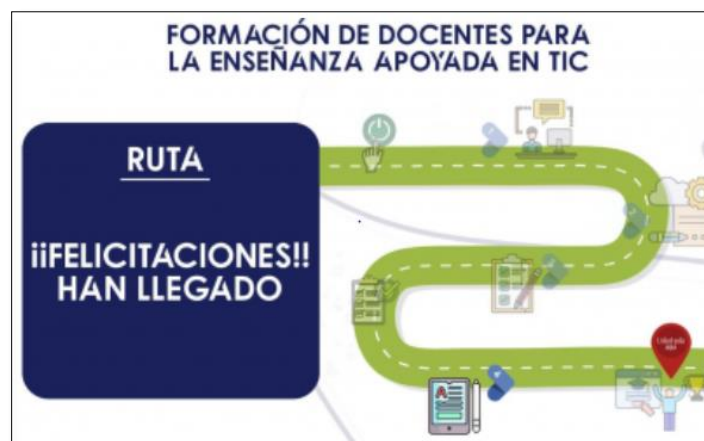 FORMACIÓN DE DOCENTES PARA
LA ENSEÑANZA APOYADA EN TIC
RUTA
¡¡FELICITACIONES!!
HAN LLEGADO
A